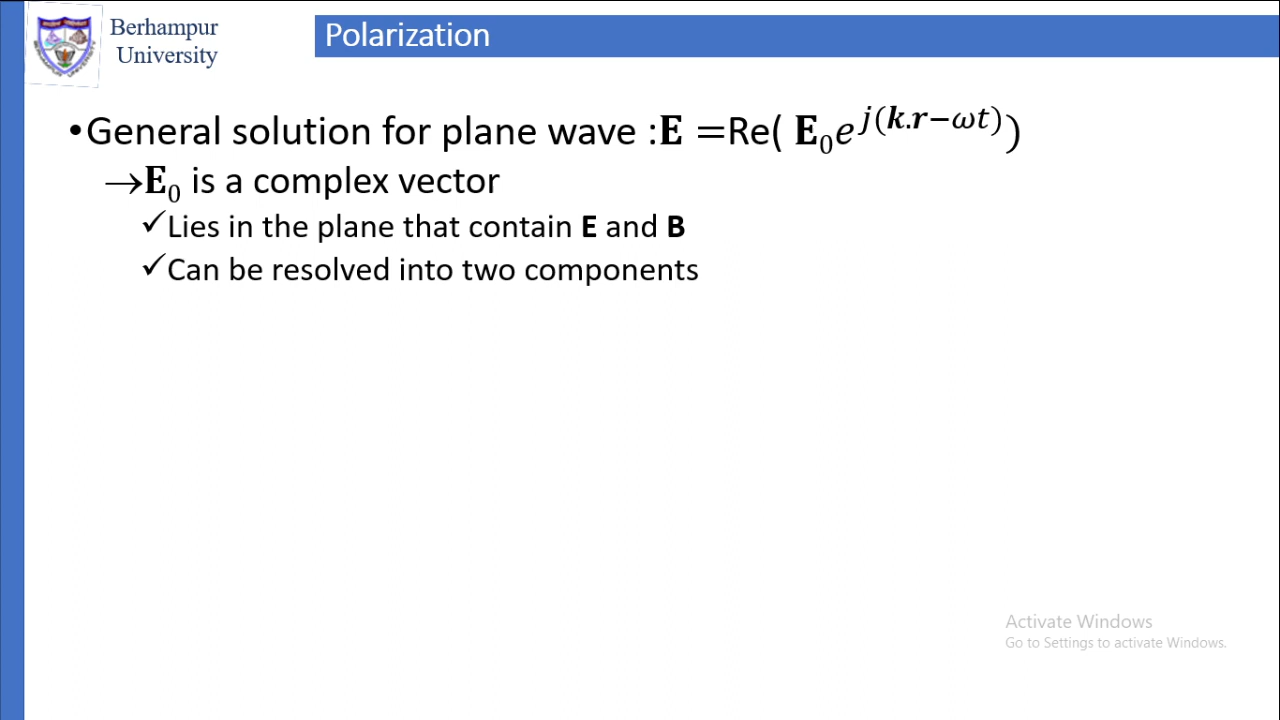 Berhampur
University
Polarization
•General solution for plane wave :𝐄 =Re( 𝐄₀𝑒^{𝑗(𝒌.𝒓−𝜔𝑡)})
→𝐄₀ is a complex vector
✓Lies in the plane that contain E and B
✓Can be resolved into two components
Activate Windows
Go to Settings to activate Windows.